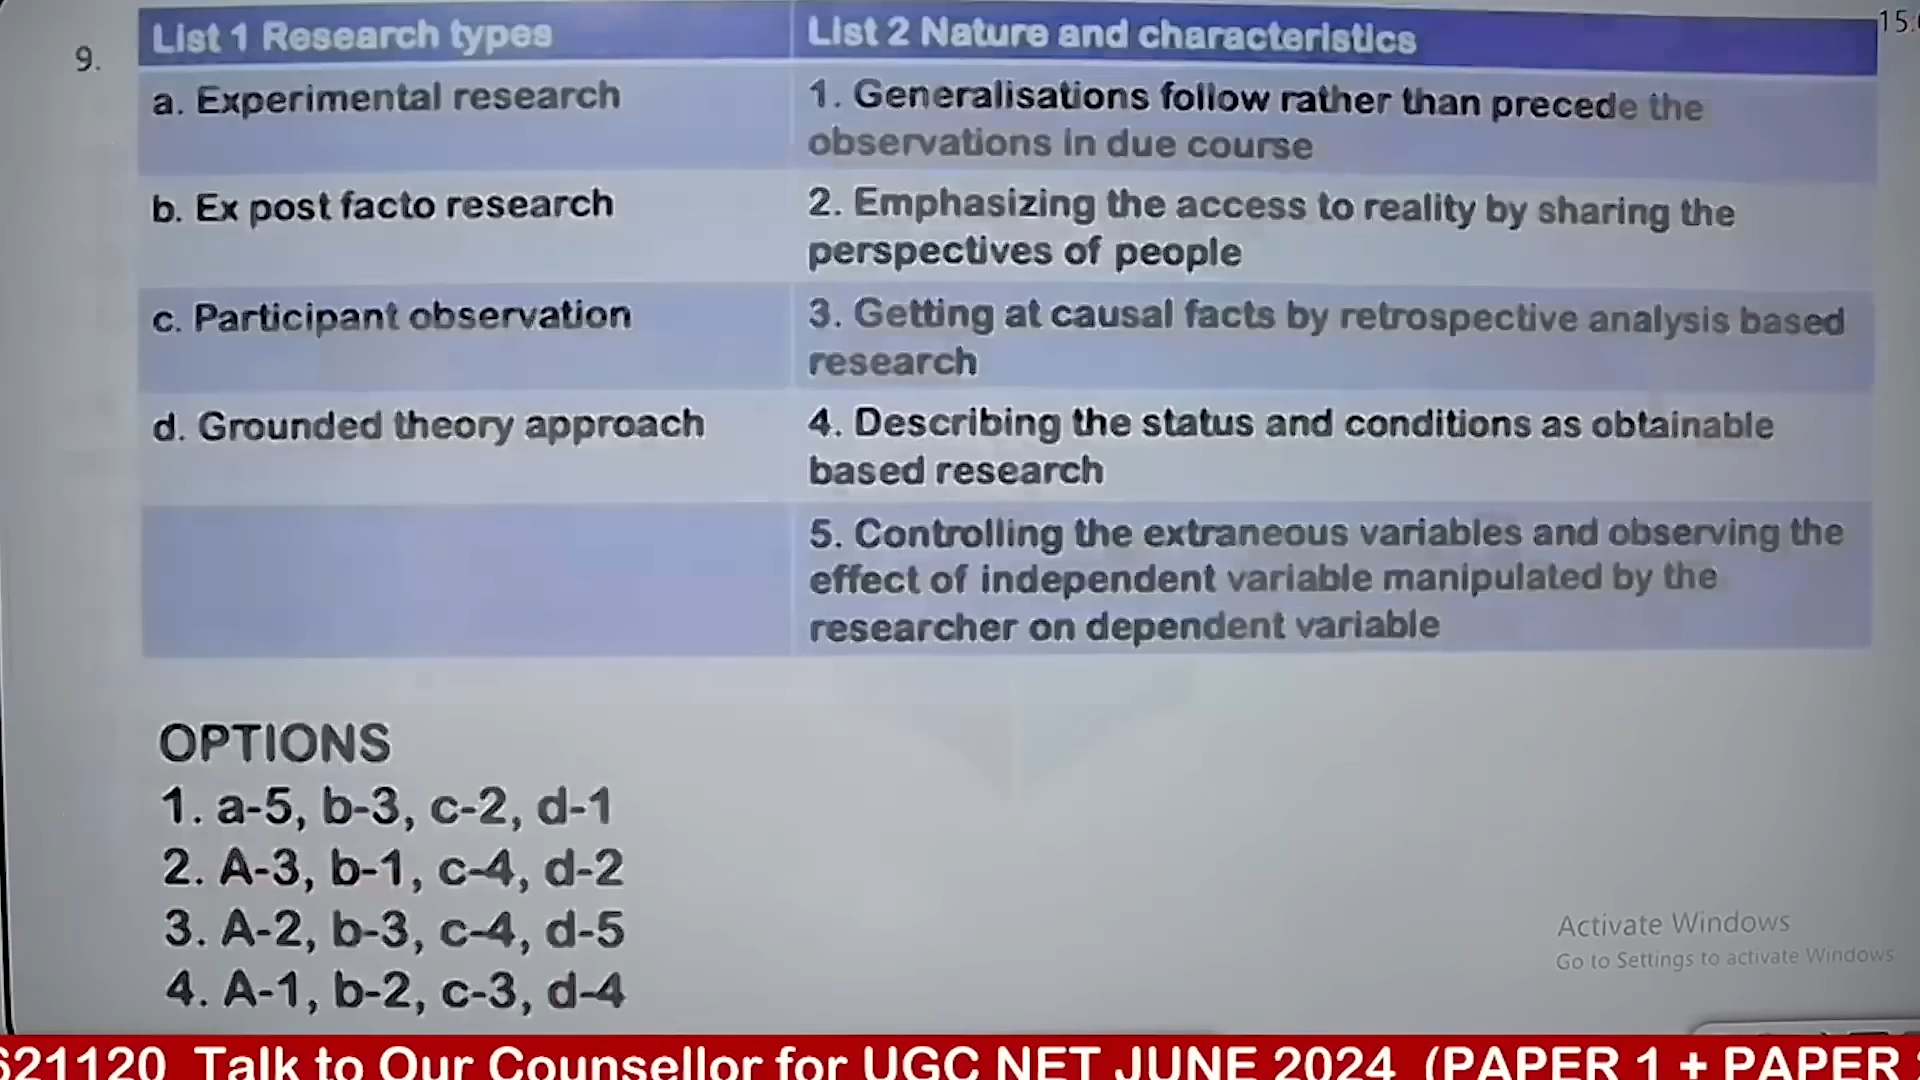 9.
List 1 Research types
List 2 Nature and characteristics
15:
a. Experimental research
1. Generalisations follow rather than precede the
observations in due course
b. Ex post facto research
2. Emphasizing the access to reality by sharing the
perspectives of people
c. Participant observation
3. Getting at causal facts by retrospective analysis based
research
d. Grounded theory approach
4. Describing the status and conditions as obtainable
based research
5. Controlling the extraneous variables and observing the
effect of independent variable manipulated by the
researcher on dependent variable
OPTIONS
1. a-5, b-3, c-2, d-1
2. A-3, b-1, c-4, d-2
3. A-2, b-3, c-4, d-5
4. A-1, b-2, c-3, d-4
Activate Windows
Go to Settings to activate Windows
621120 Talk to Our Counsellor for UGC NET JUNE 2024 (PAPER 1 + PAPER